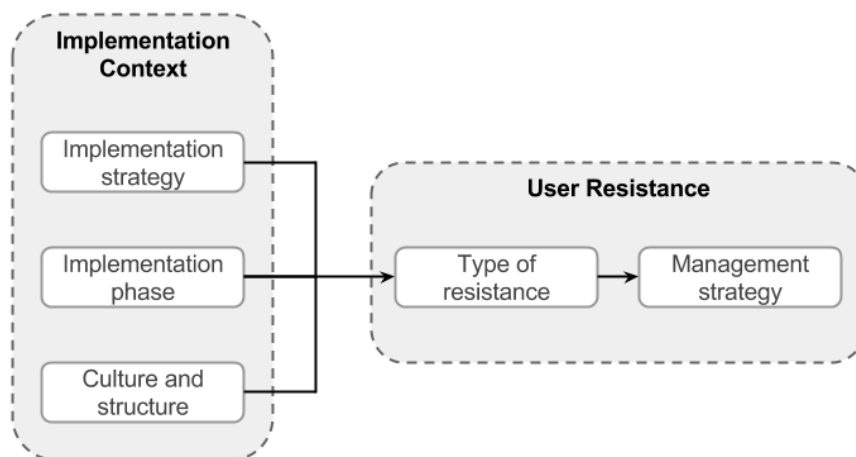 Implementation
Context
Implementation
strategy
Implementation
phase
Culture and
structure
User Resistance
Type of
resistance
Management
strategy